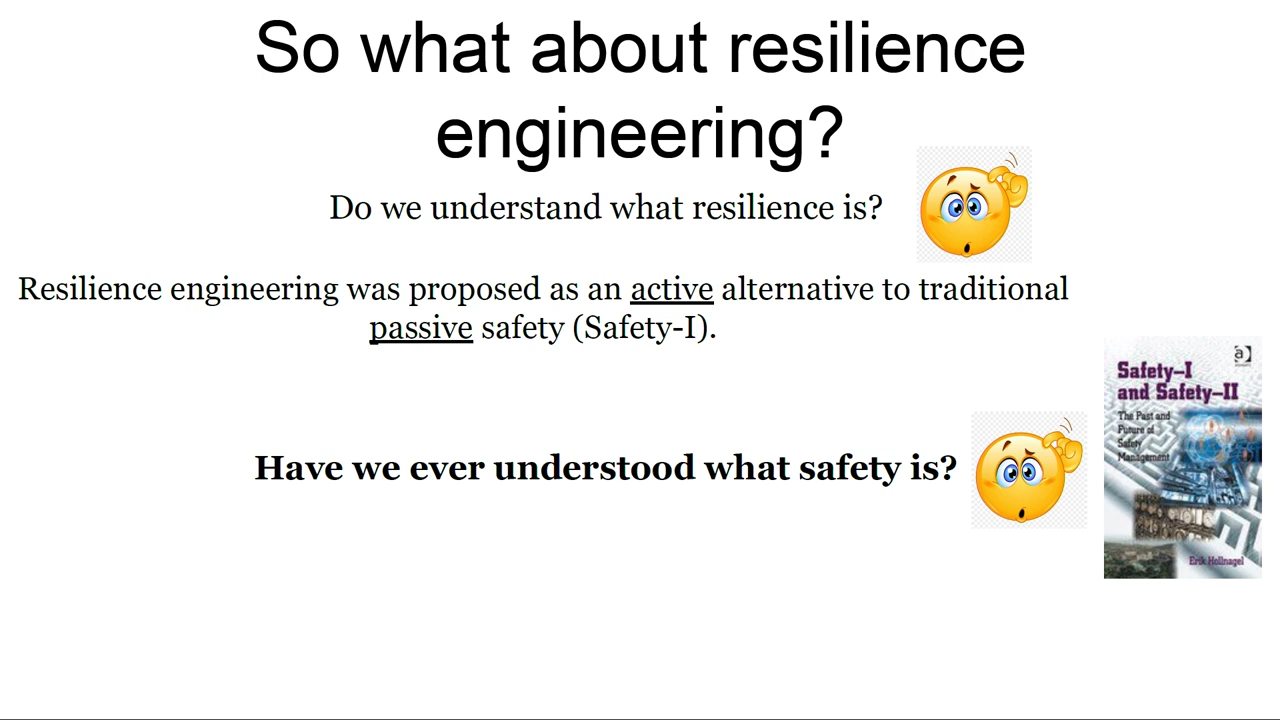 So what about resilience
engineering?
Do we understand what resilience is?
Resilience engineering was proposed as an active alternative to traditional
passive safety (Safety-I).
Have we ever understood what safety is?
Safety–I
and Safety–II
The Past and
Future of
Safety
Management
Erik Hollnagel